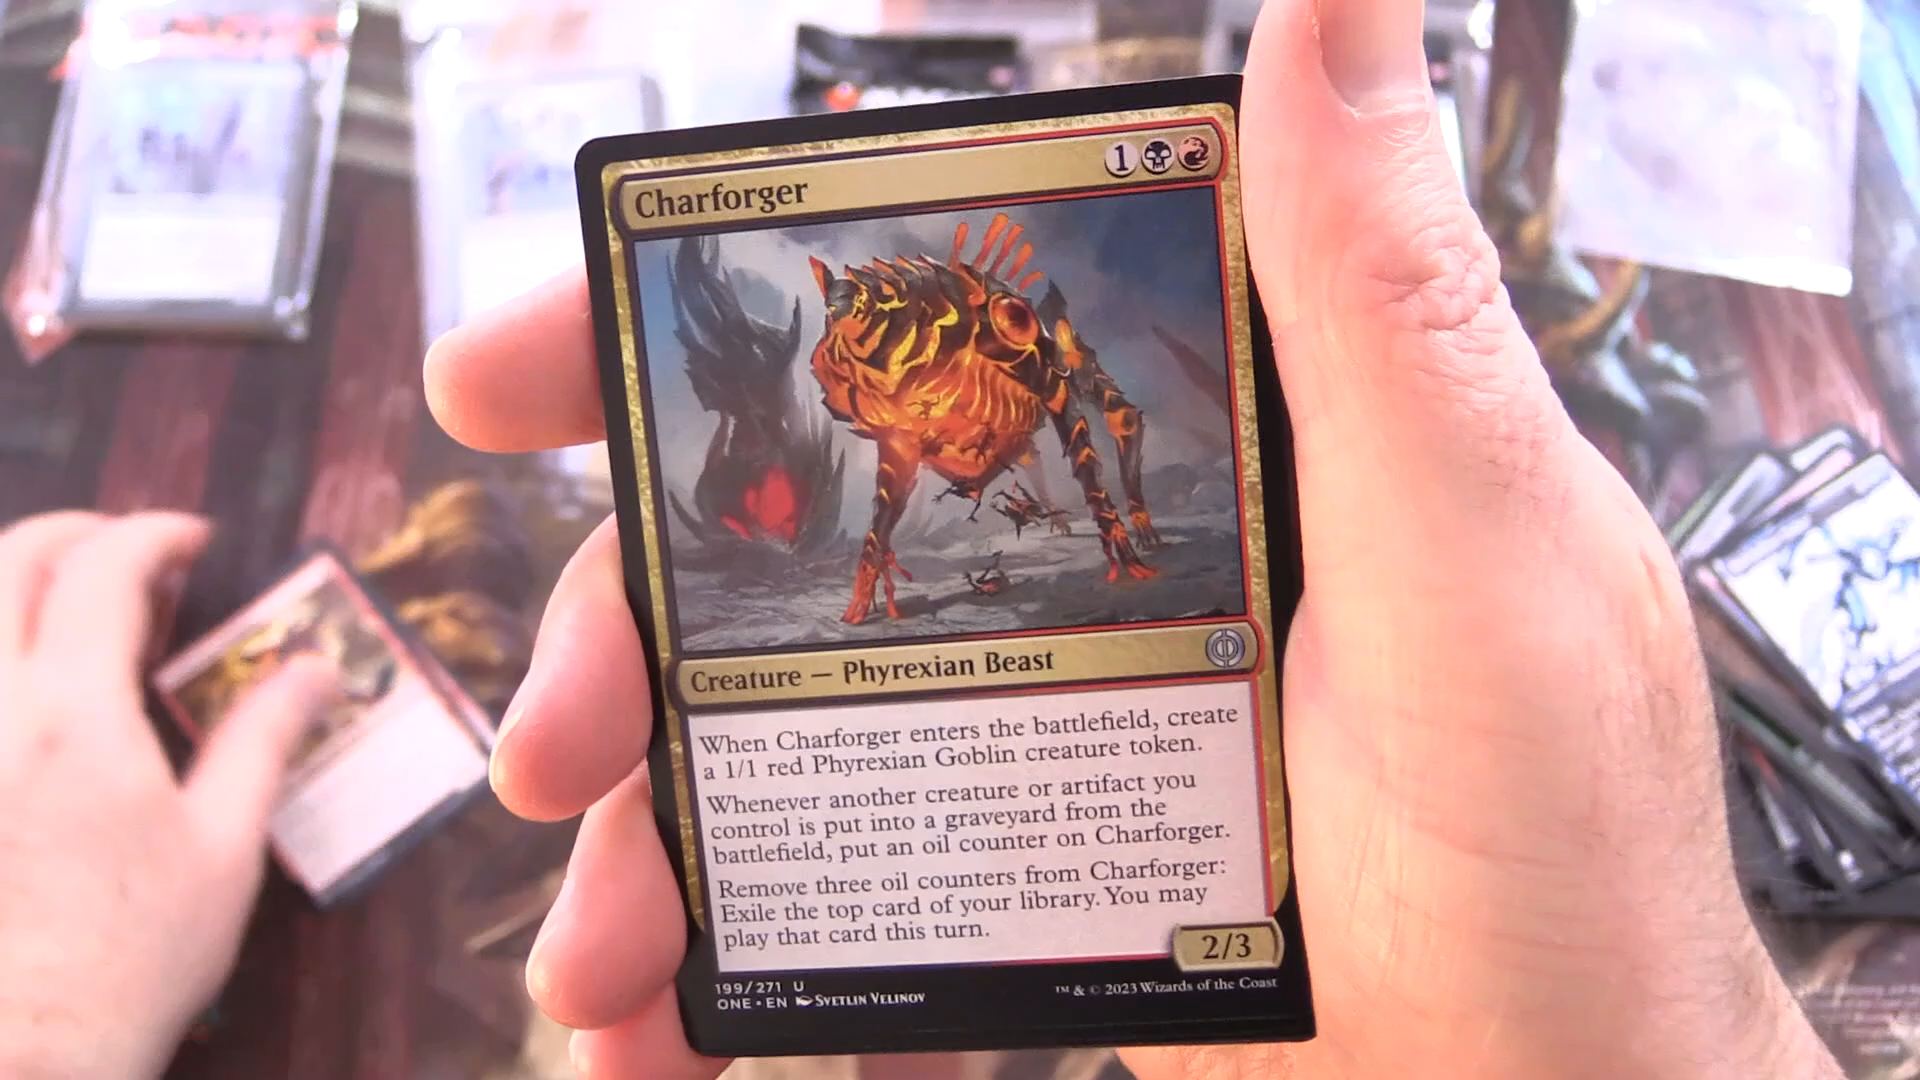 Charforger
1
Creature — Phyrexian Beast
When Charforger enters the battlefield, create
a 1/1 red Phyrexian Goblin creature token.
Whenever another creature or artifact you
control is put into a graveyard from the
battlefield, put an oil counter on Charforger.
Remove three oil counters from Charforger:
Exile the top card of your library. You may
play that card this turn.
2/3
199/271 U
ONE • EN SVETLIN VELINOV
™ & © 2023 Wizards of the Coast